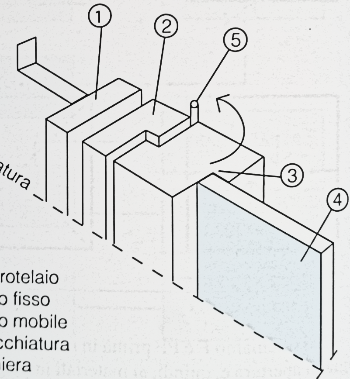 1
2
5
3
4
atura
rotelaio
o fisso
o mobile
cchiatura
niera